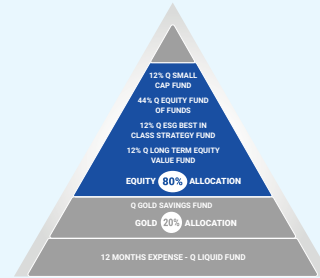 12% Q SMALL
CAP FUND
44% Q EQUITY FUND
OF FUNDS
12% Q ESG BEST IN
CLASS STRATEGY FUND
12% Q LONG TERM EQUITY
VALUE FUND
EQUITY 80% ALLOCATION
Q GOLD SAVINGS FUND
GOLD 20% ALLOCATION
12 MONTHS EXPENSE - Q LIQUID FUND